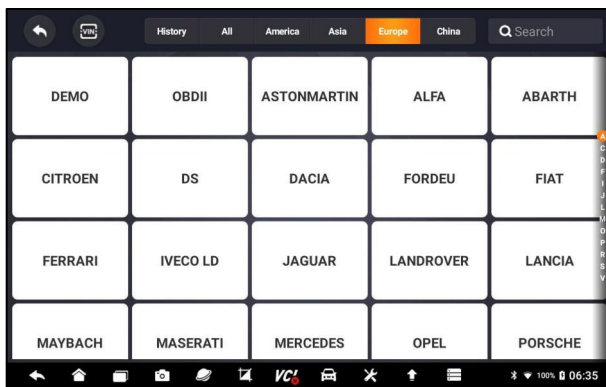 VIN History All America Asia Europe China Search
DEMO OBDII ASTONMARTIN ALFA ABARTH
CITROEN DS DACIA FORDEU FIAT
FERRARI IVECO LD JAGUAR LANDROVER LANCIA
MAYBACH MASERATI MERCEDES OPEL PORSCHE
A
C
D
F
I
J
L
M
O
P
R
S
V
VCI 100% 06:35